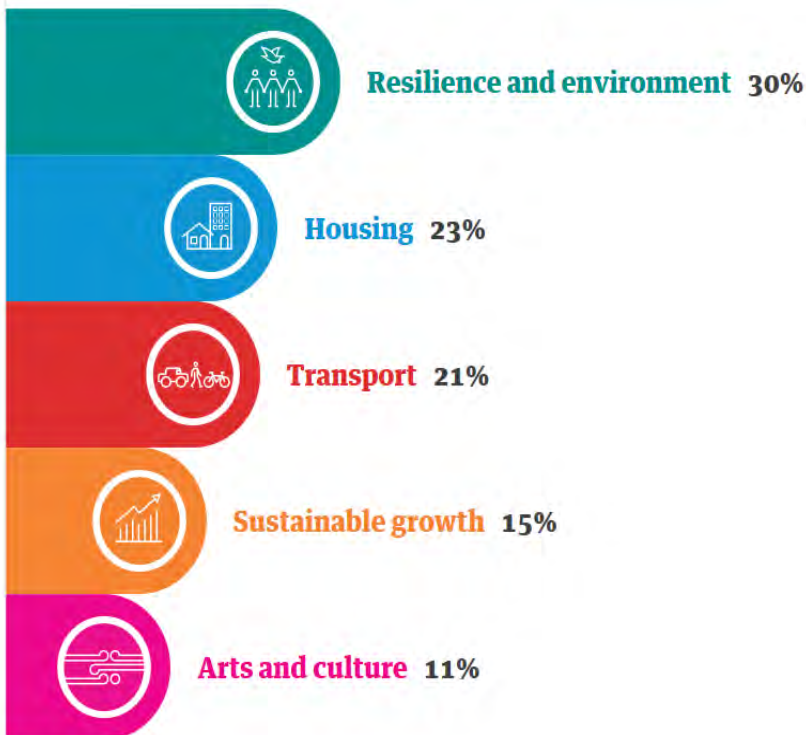 Resilience and environment 30%
Housing 23%
Transport 21%
Sustainable growth 15%
Arts and culture 11%